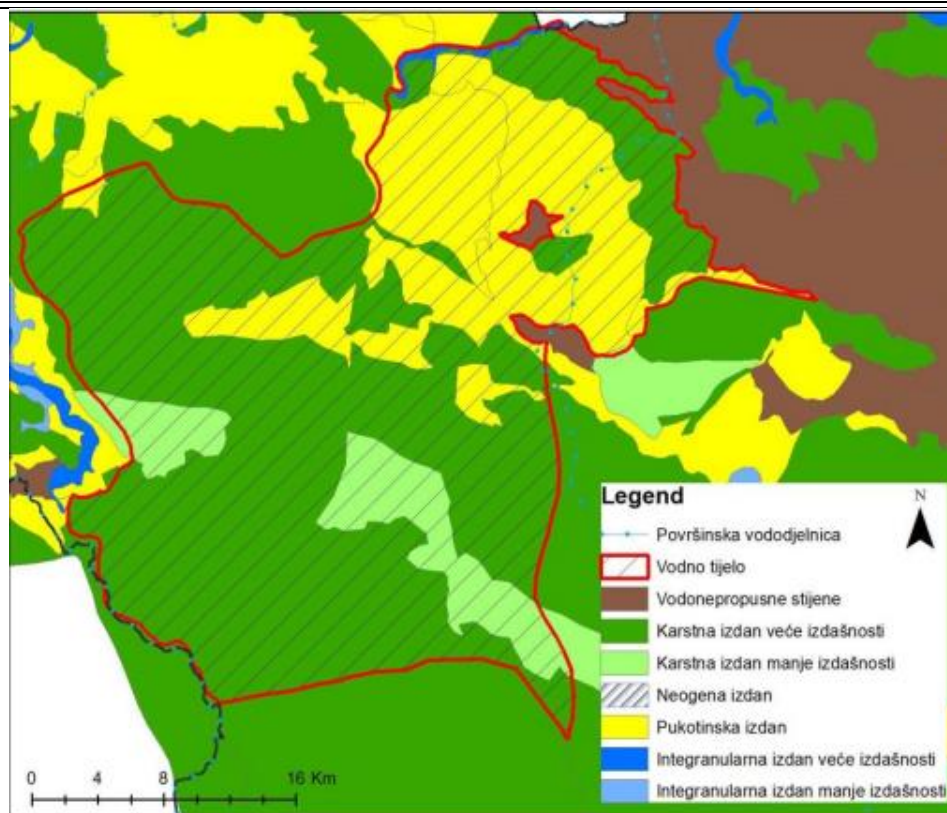 Legend
N
Površinska vododjelnica
Vodno tijelo
Vodonepropusne stijene
Karstna izdan veće izdašnosti
Karstna izdan manje izdašnosti
Neogena izdan
Pukotinska izdan
Integranularna izdan veće izdašnosti
Integranularna izdan manje izdašnosti
0 4 8 16 Km